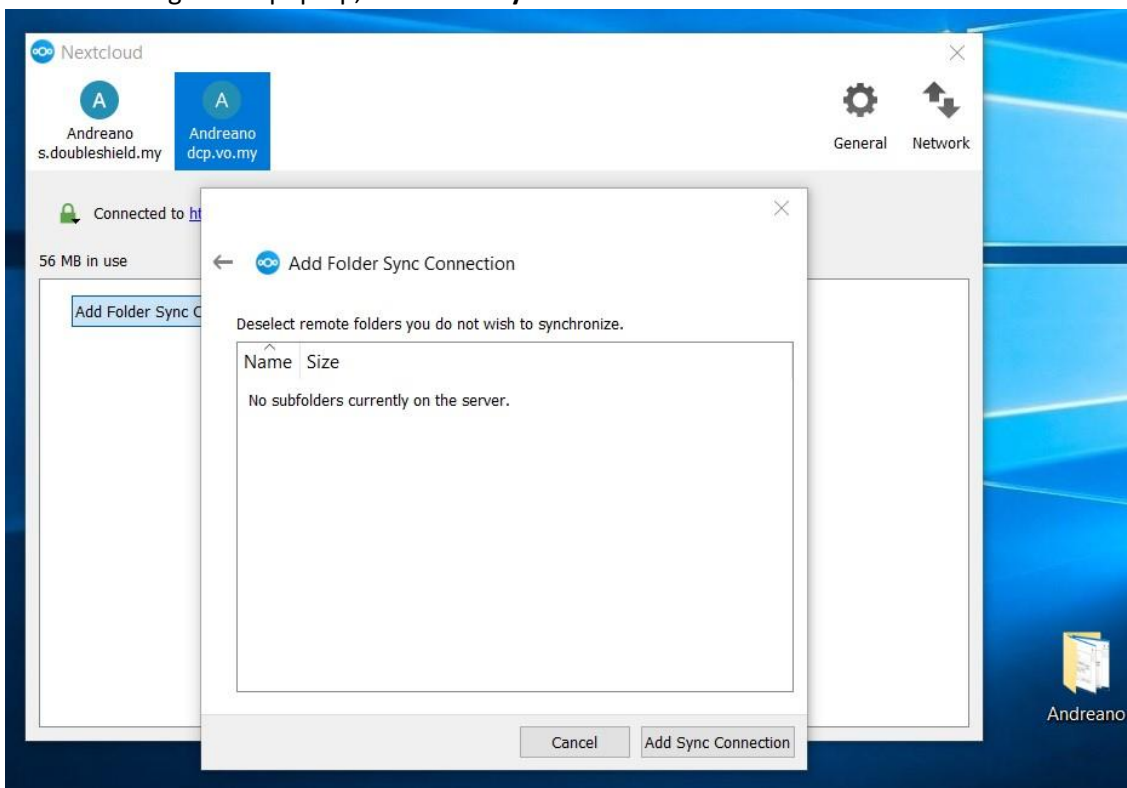 Nextcloud
A
Andreano
s.doubleshield.my
A
Andreano
dcp.vo.my
General
Network
Connected to
56 MB in use
Add Folder Sync
Add Folder Sync Connection
Deselect remote folders you do not wish to synchronize.
Name Size
No subfolders currently on the server.
Cancel
Add Sync Connection
Andreano